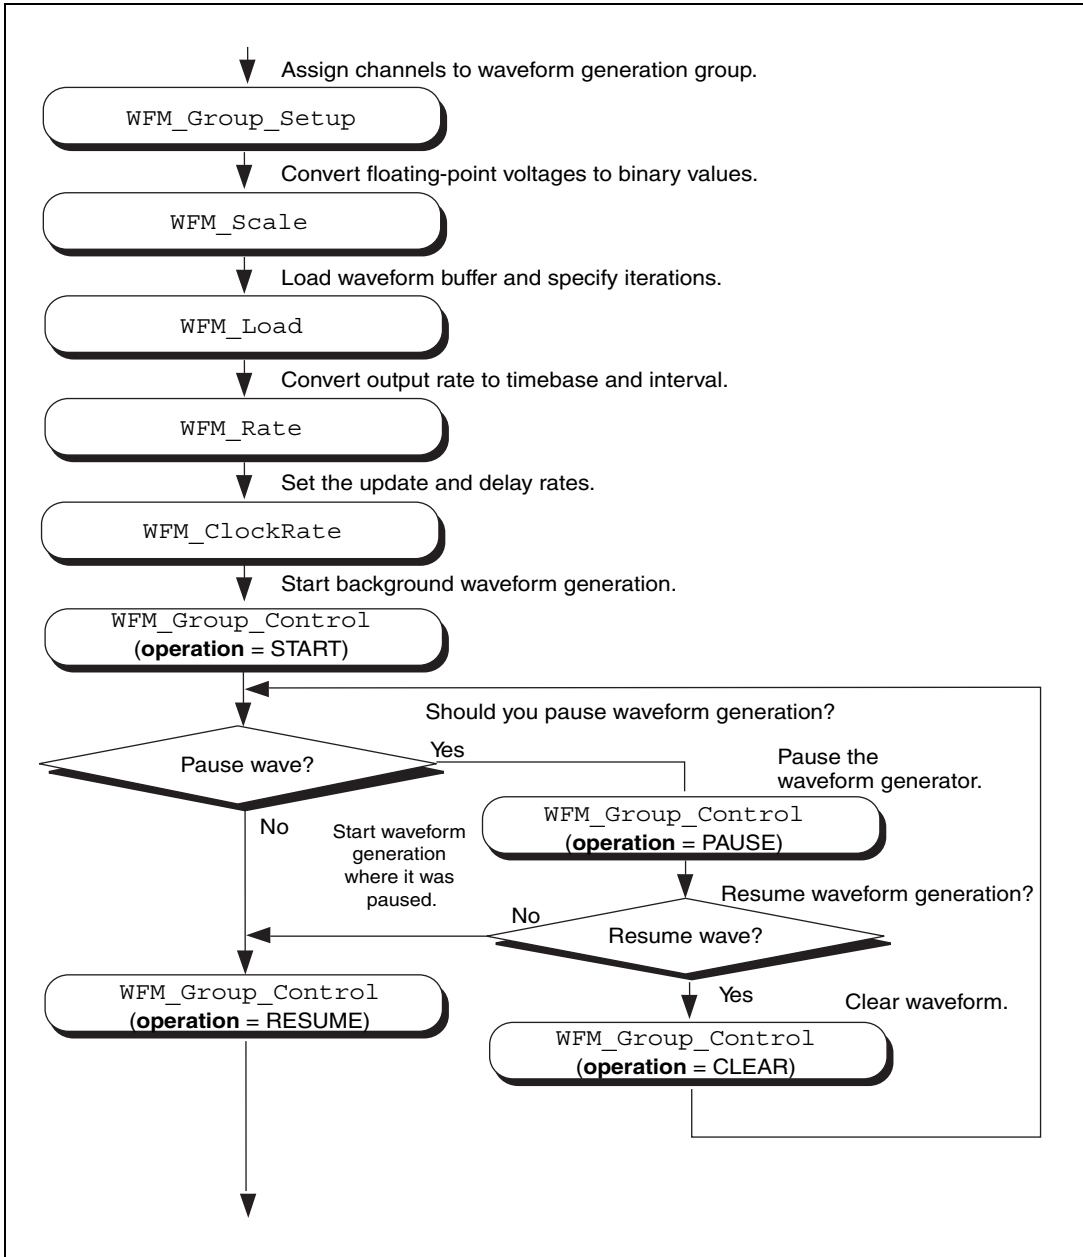 Assign channels to waveform generation group.
WFM_Group_Setup
Convert floating-point voltages to binary values.
WFM_Scale
Load waveform buffer and specify iterations.
WFM_Load
Convert output rate to timebase and interval.
WFM_Rate
Set the update and delay rates.
WFM_ClockRate
Start background waveform generation.
WFM_Group_Control
(operation = START)
Should you pause waveform generation?
Pause wave?
Yes
Pause the
waveform generator.
WFM_Group_Control
(operation = PAUSE)
No
Start waveform
generation
where it was
paused.
Resume waveform generation?
No
Resume wave?
WFM_Group_Control
(operation = RESUME)
Yes
Clear waveform.
WFM_Group_Control
(operation = CLEAR)